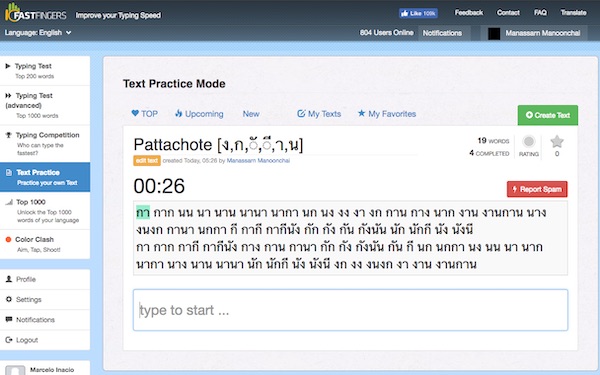 10FASTFINGERS
Improve your Typing Speed
Like 109k
Feedback
Contact
FAQ
Translate
Language: English
804 Users Online
Notifications
Manassarn Manoonchai
Typing Test
Top 200 words
Typing Test (advanced)
Top 1000 words
Typing Competition
Who can type the fastest?
Text Practice
Practice your own Text
Top 1000
Unlock the Top 1000 words of your language
Color Clash
Aim, Tap, Shoot!
Profile
Settings
Notifications
Logout
Marcelo Inacio
Text Practice Mode
TOP
Upcoming
New
My Texts
My Favorites
Create Text
Pattachote [ง,ก,ั,ี,า,น]
edit text created Today, 05:26 by Manassarn Manoonchai
19 WORDS
4 COMPLETED
RATING
0
00:26
Report Spam
กา กาก นน นา นาน นานา นากา นก นง งง งา งก กาน กาง นาก งาน งานกาน นาง
งนงก กานา นกกา กี กากี กากีนัง กัก กัง กัน กังนัน นัก นักกี นัง นังนี
กา กาก กากี กากีนัง กาง กาน กานา กัก กัง กังนัน กัน กี นก นกกา นง นน นา นาก
นากา นาง นาน นานา นัก นักกี นัง นังนี งก งง งนงก งา งาน งานกาน
type to start ...